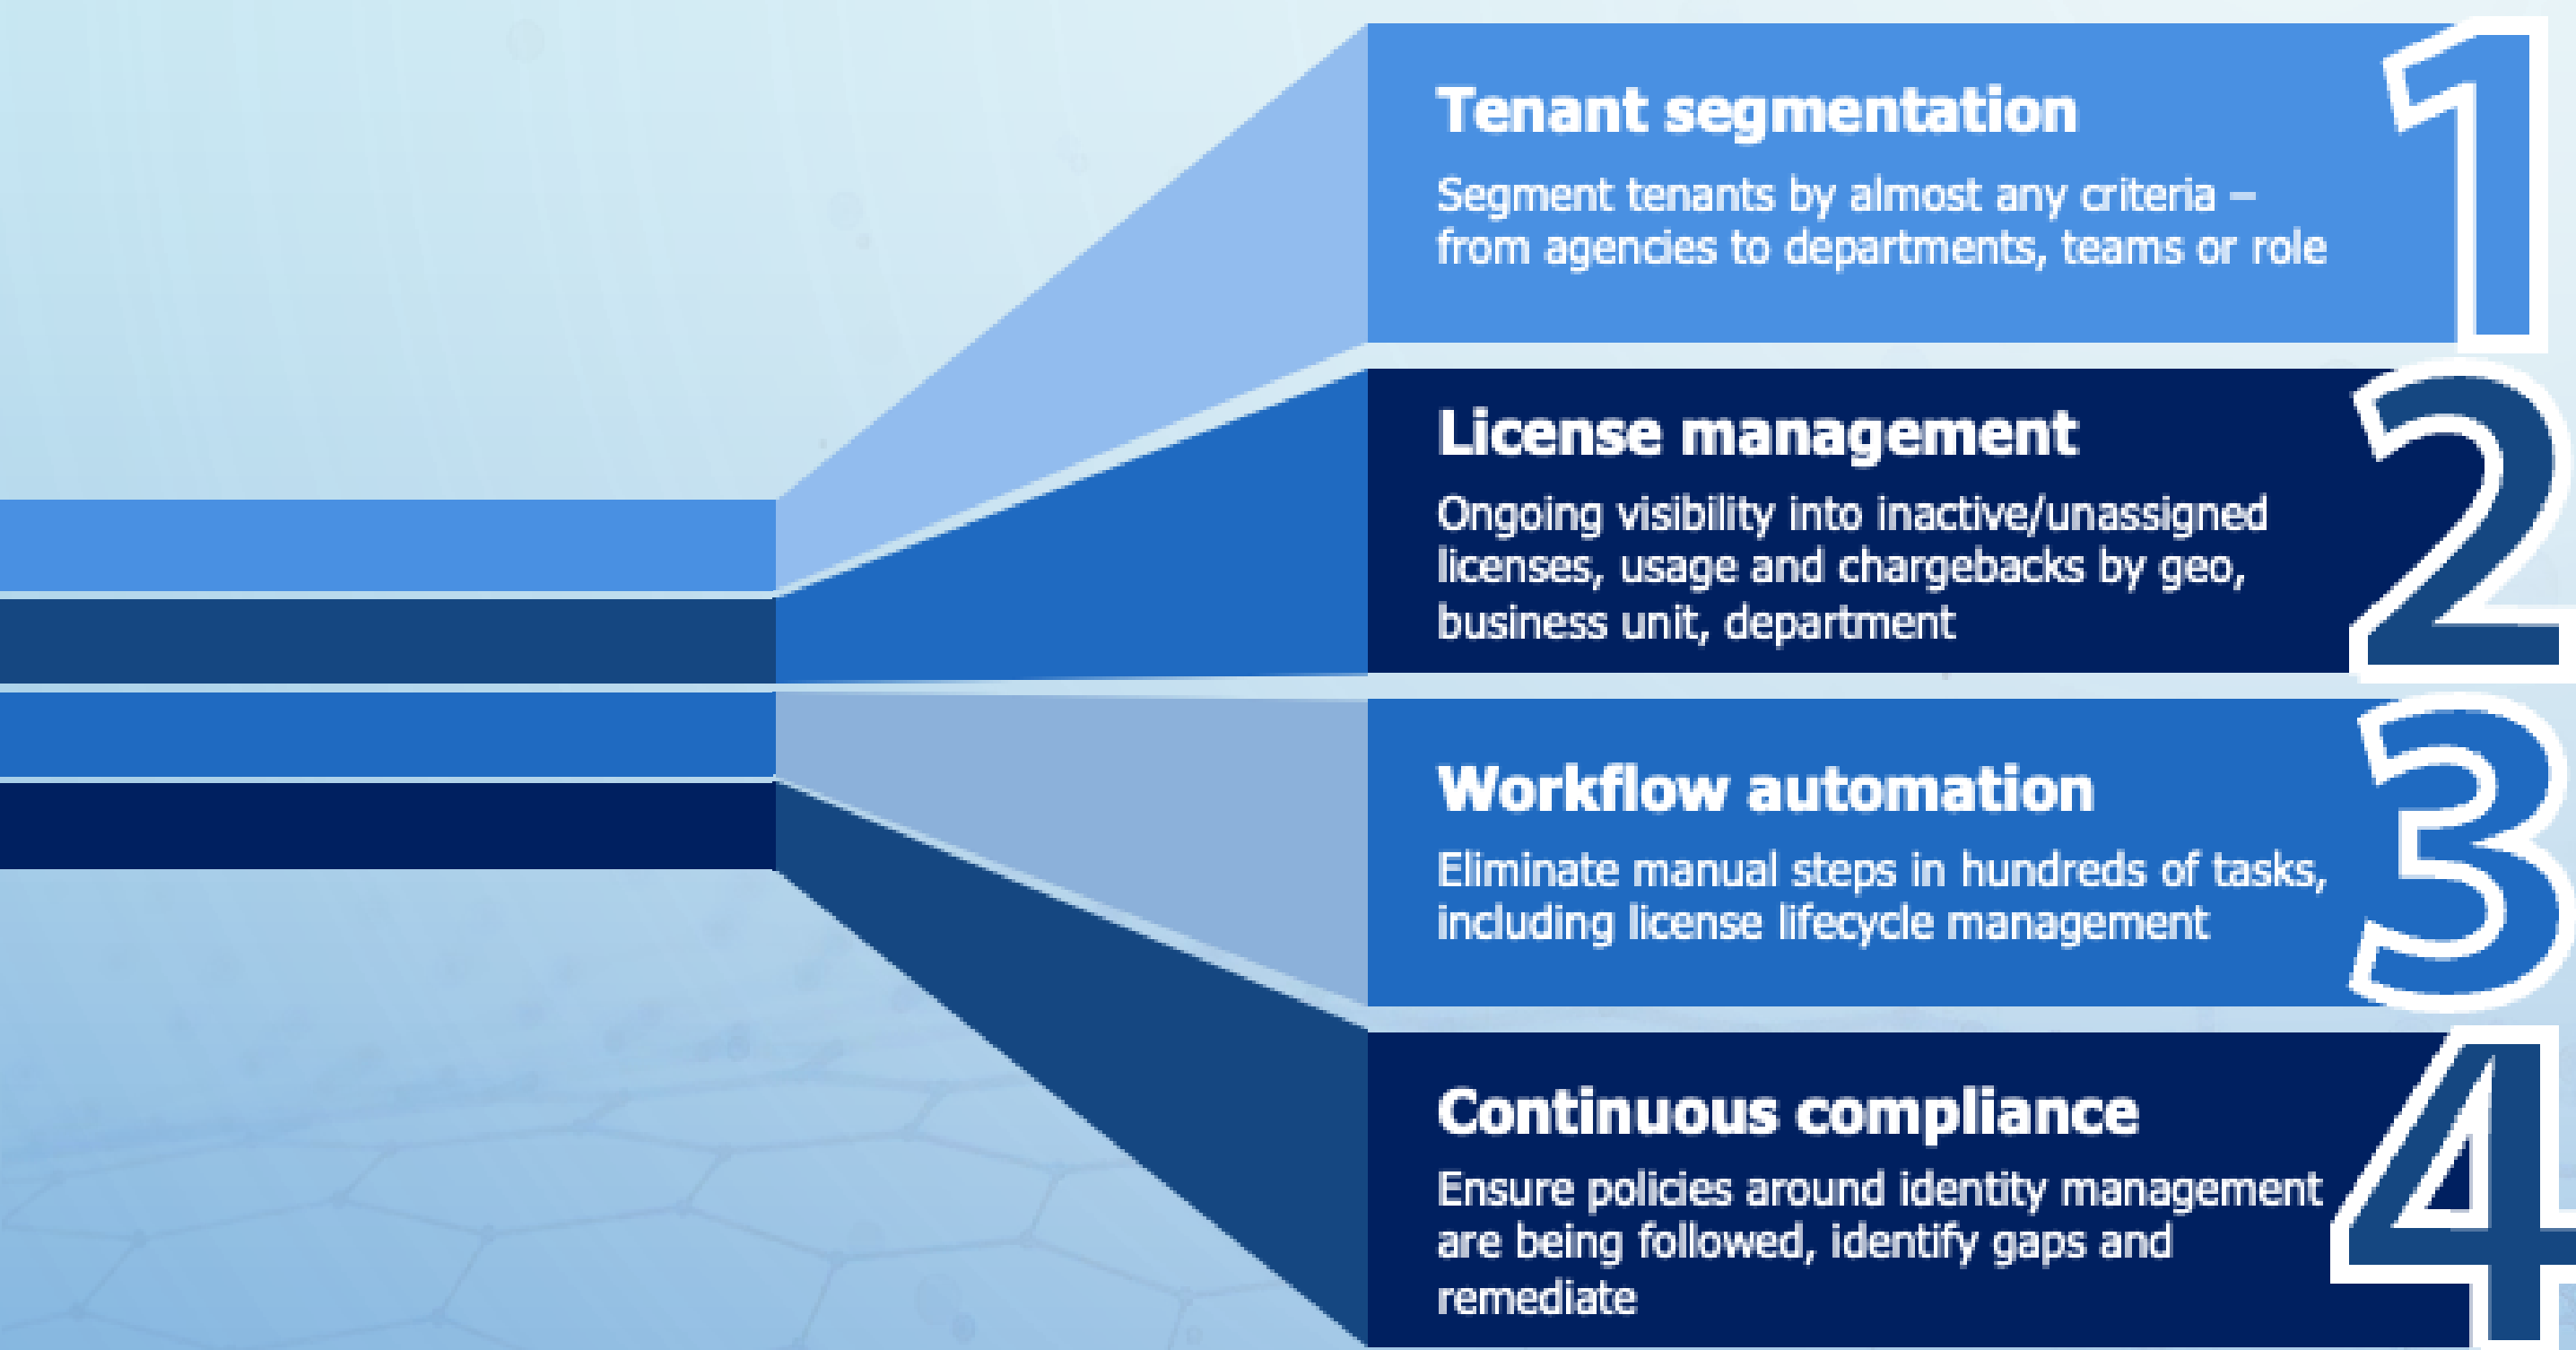 1
Tenant segmentation
Segment tenants by almost any criteria –
from agencies to departments, teams or role
2
License management
Ongoing visibility into inactive/unassigned
licenses, usage and chargebacks by geo,
business unit, department
3
Workflow automation
Eliminate manual steps in hundreds of tasks,
including license lifecycle management
4
Continuous compliance
Ensure policies around identity management
are being followed, identify gaps and
remediate